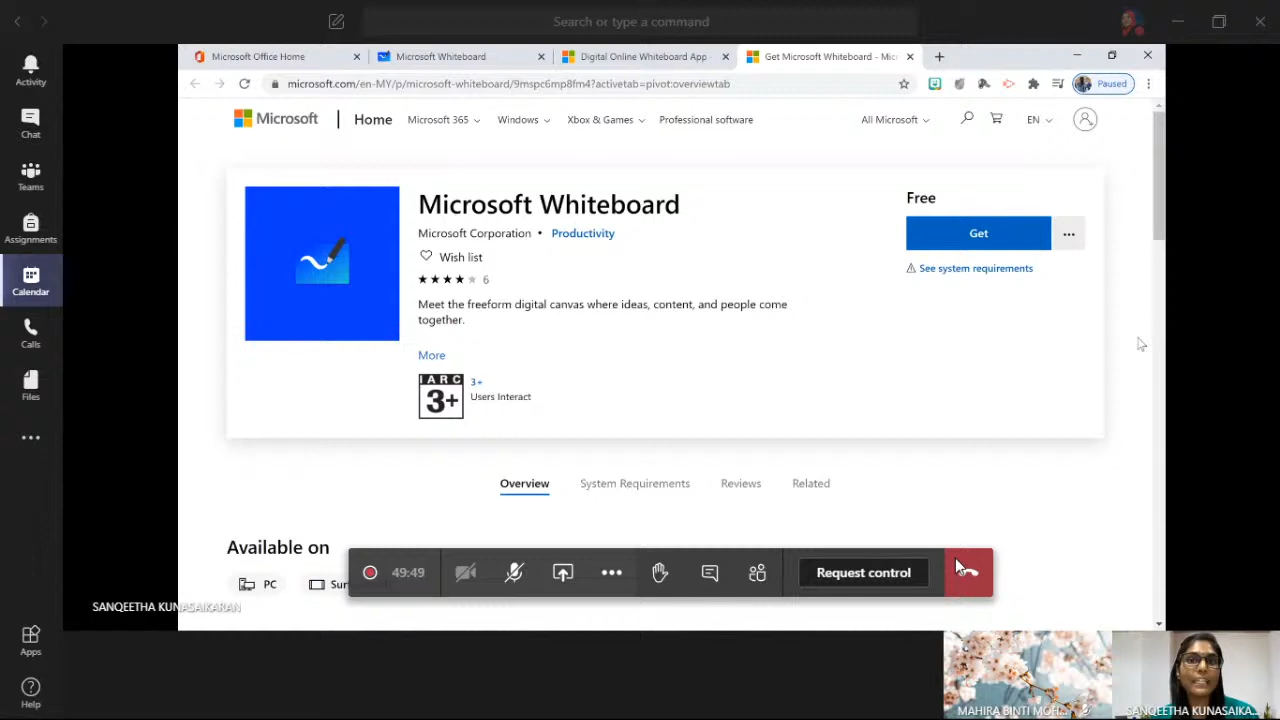 Search or type a command
Activity
Chat
Teams
Assignments
Calendar
Calls
Files
Apps
Help
Microsoft Office Home
Microsoft Whiteboard
Digital Online Whiteboard App
Get Microsoft Whiteboard - Micr
microsoft.com/en-MY/p/microsoft-whiteboard/9mspc6mp8fm4?activetab=pivot:overviewtab
Paused
Microsoft
Home
Microsoft 365
Windows
Xbox & Games
Professional software
All Microsoft
EN
Microsoft Whiteboard
Microsoft Corporation • Productivity
Wish list
6
Meet the freeform digital canvas where ideas, content, and people come
together.
More
IARC
3+
3+
Users Interact
Free
Get
See system requirements
Overview
System Requirements
Reviews
Related
Available on
PC
49:49
Request control
SANQEETHA KUNASAIKARAN
MAHIRA BINTI MOH...
SANQEETHA KUNASAIKA...